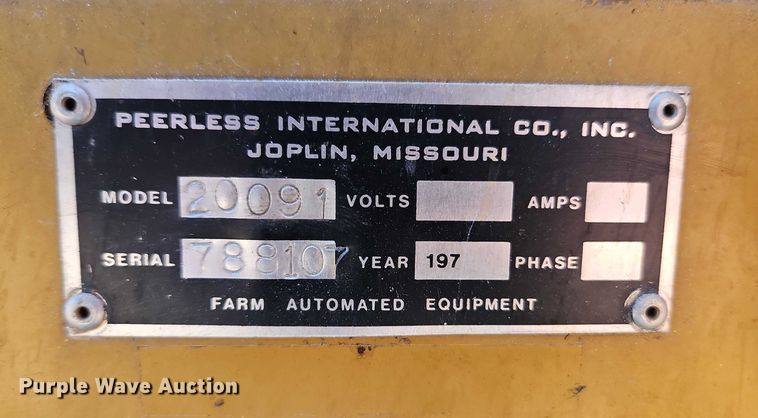 PEERLESS INTERNATIONAL CO., INC.
JOPLIN, MISSOURI
MODEL 20091 VOLTS AMPS
SERIAL 788107 YEAR 197 PHASE
FARM AUTOMATED EQUIPMENT
Purple Wave Auction